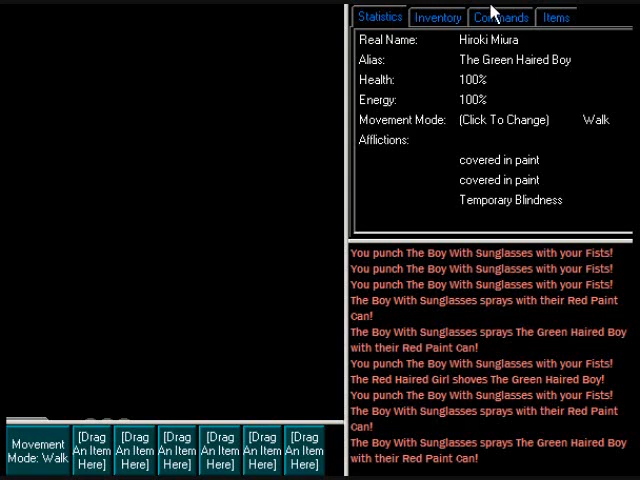 Statistics Inventory Commands Items
Real Name: Hiroki Miura
Alias: The Green Haired Boy
Health: 100%
Energy: 100%
Movement Mode: (Click To Change) Walk
Afflictions:
covered in paint
covered in paint
Temporary Blindness
You punch The Boy With Sunglasses with your Fists!
You punch The Boy With Sunglasses with your Fists!
You punch The Boy With Sunglasses with your Fists!
The Boy With Sunglasses sprays with their Red Paint
Can!
The Boy With Sunglasses sprays The Green Haired Boy
with their Red Paint Can!
You punch The Boy With Sunglasses with your Fists!
The Red Haired Girl shoves The Green Haired Boy!
You punch The Boy With Sunglasses with your Fists!
The Boy With Sunglasses sprays with their Red Paint
Can!
The Boy With Sunglasses sprays The Green Haired Boy
with their Red Paint Can!
Movement
Mode: Walk
[Drag
An Item
Here]
[Drag
An Item
Here]
[Drag
An Item
Here]
[Drag
An Item
Here]
[Drag
An Item
Here]
[Drag
An Item
Here]